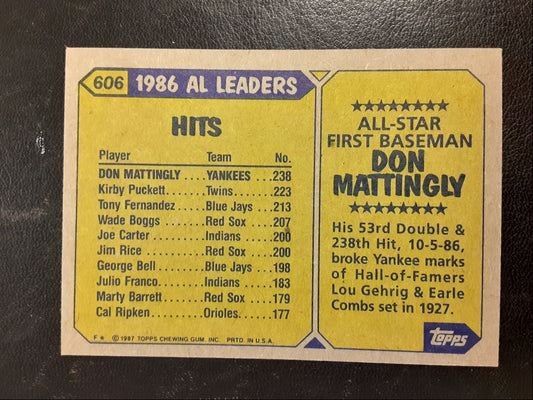 606 1986 AL LEADERS
HITS
Player Team No.
DON MATTINGLY....YANKEES....238
Kirby Puckett......Twins........223
Tony Fernandez..Blue Jays...213
Wade Boggs......Red Sox....207
Joe Carter.........Indians.....200
Jim Rice...........Red Sox....200
George Bell.......Blue Jays...198
Julio Franco......Indians.....183
Marty Barrett.....Red Sox....179
Cal Ripken........Orioles......177
F* © 1987 TOPPS CHEWING GUM, INC. PRTD. IN U.S.A.
ALL-STAR
FIRST BASEMAN
DON
MATTINGLY
His 53rd Double &
238th Hit, 10-5-86,
broke Yankee marks
of Hall-of-Famers
Lou Gehrig & Earle
Combs set in 1927.
topps